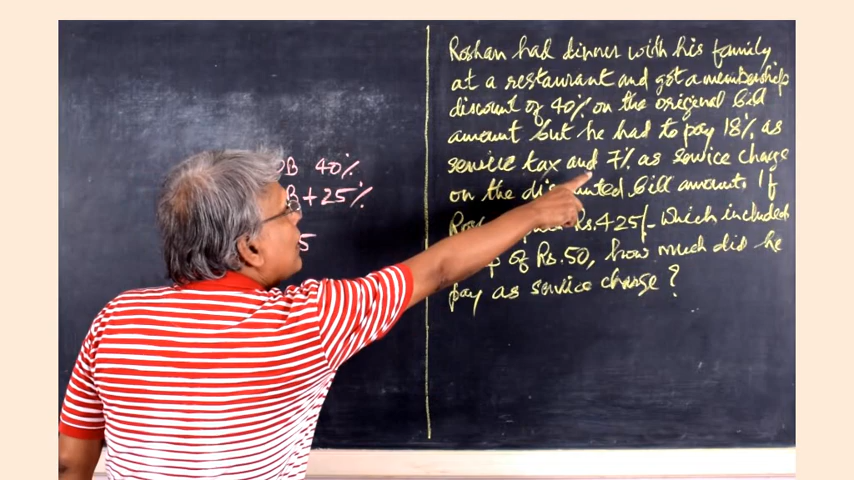 B 40%
B + 25%
5
Roshan had dinner with his family
at a restaurant and got a membership
discount of 40% on the original bill
amount but he had to pay 18% as
service tax and 7% as service charge
on the discounted bill amount. If
Rs.425/- which included
of Rs.50, how much did he
pay as service charge?